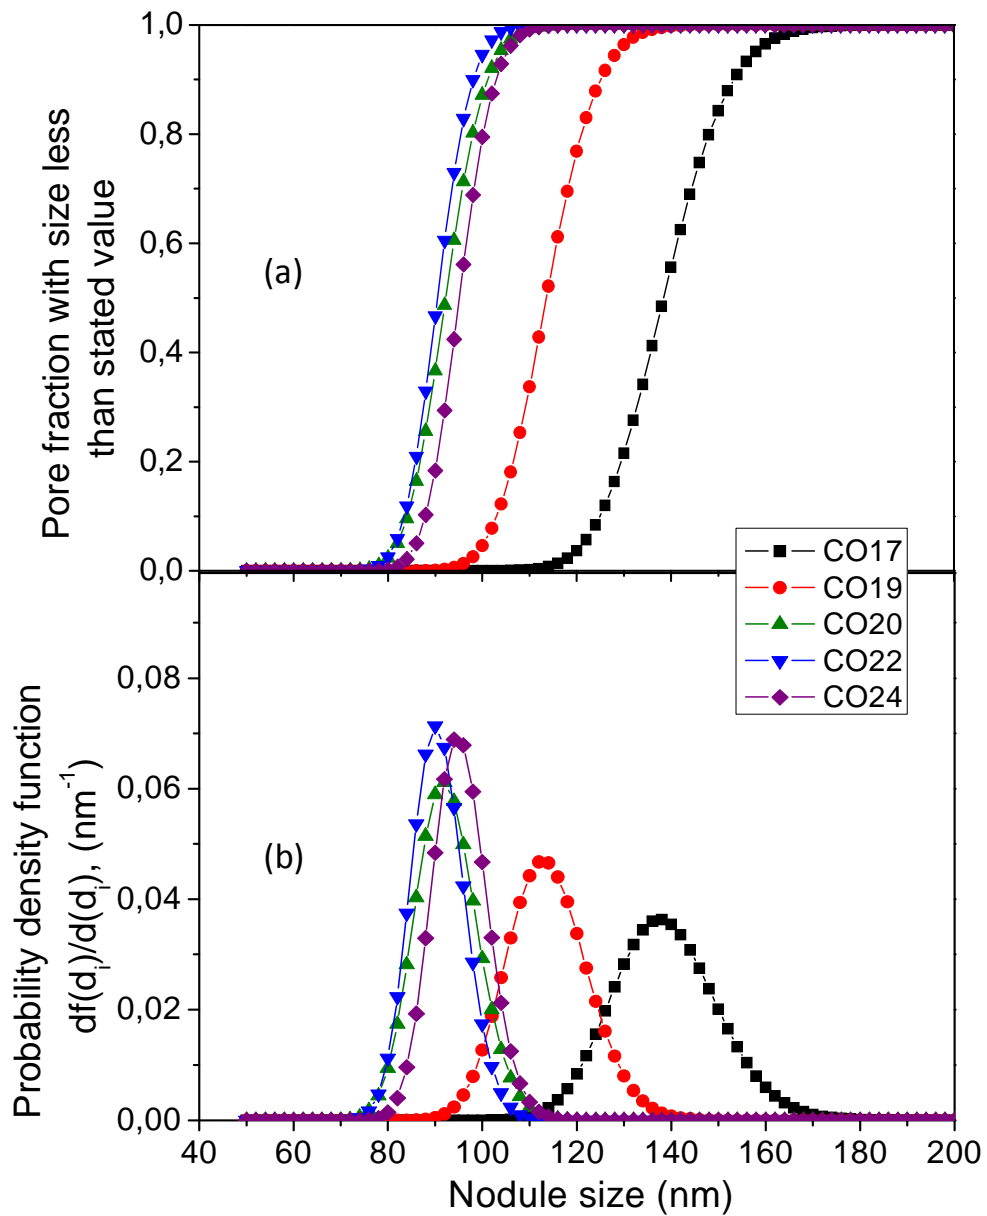 1,0
0,8
0,6
0,4
0,2
0,0
Pore fraction with size less
than stated value
(a)
CO17
CO19
CO20
CO22
CO24
0,08
0,06
0,04
0,02
0,00
Probability density function
df(d_i)/d(d_i), (nm⁻¹)
(b)
40 60 80 100 120 140 160 180 200
Nodule size (nm)